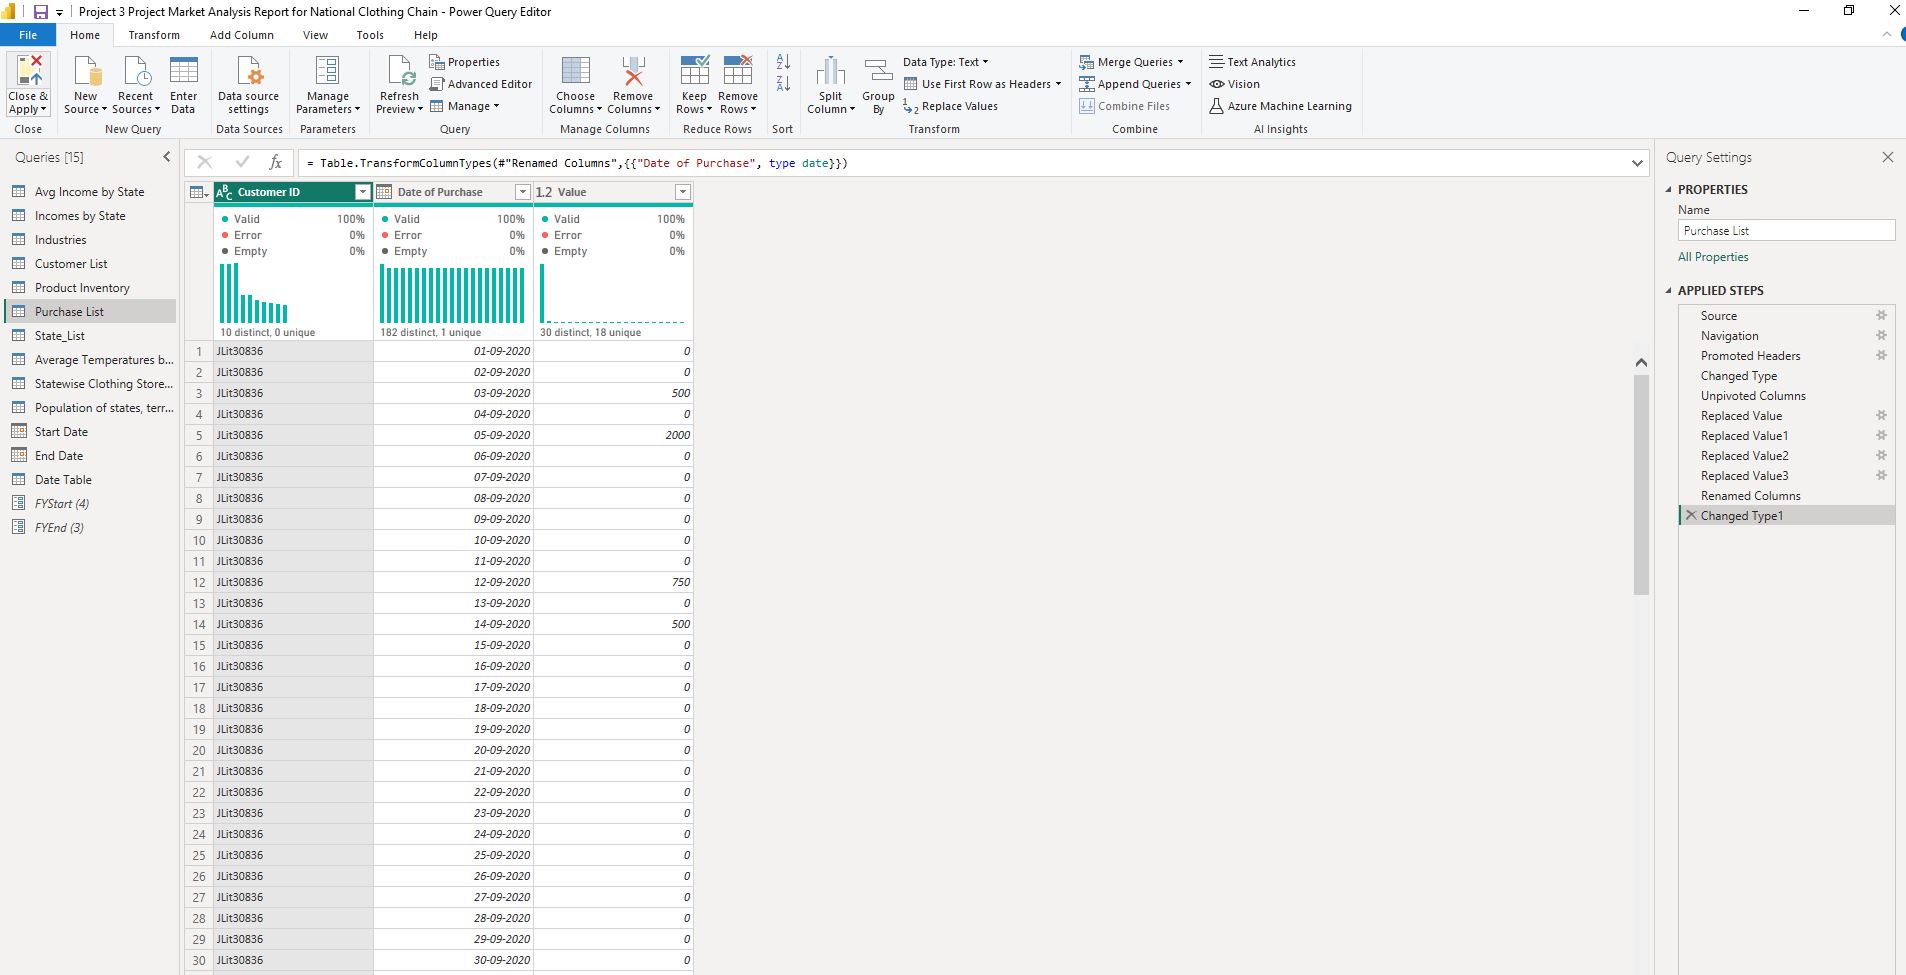 Project 3 Project Market Analysis Report for National Clothing Chain - Power Query Editor
File Home Transform Add Column View Tools Help
Close & Apply
Close
New Source
Recent Sources
Enter Data
New Query
Data source settings
Data Sources
Manage Parameters
Parameters
Refresh Preview
Properties
Advanced Editor
Manage
Query
Choose Columns
Remove Columns
Manage Columns
Keep Rows
Remove Rows
Reduce Rows
Sort
Split Column
Group By
Data Type: Text
Use First Row as Headers
Replace Values
Transform
Merge Queries
Append Queries
Combine Files
Combine
Text Analytics
Vision
Azure Machine Learning
AI Insights
Queries [15]
Avg Income by State
Incomes by State
Industries
Customer List
Product Inventory
Purchase List
State_List
Average Temperatures b...
Statewise Clothing Store...
Population of states, terr...
Start Date
End Date
Date Table
FYStart (4)
FYEnd (3)
fx
= Table.TransformColumnTypes(#"Renamed Columns",{{"Date of Purchase", type date}})
ABC Customer ID Date of Purchase 1.2 Value
Valid 100% Valid 100% Valid 100%
Error 0% Error 0% Error 0%
Empty 0% Empty 0% Empty 0%
10 distinct, 0 unique 182 distinct, 1 unique 30 distinct, 18 unique
1 JLit30836 01-09-2020 0
2 JLit30836 02-09-2020 0
3 JLit30836 03-09-2020 500
4 JLit30836 04-09-2020 0
5 JLit30836 05-09-2020 2000
6 JLit30836 06-09-2020 0
7 JLit30836 07-09-2020 0
8 JLit30836 08-09-2020 0
9 JLit30836 09-09-2020 0
10 JLit30836 10-09-2020 0
11 JLit30836 11-09-2020 0
12 JLit30836 12-09-2020 750
13 JLit30836 13-09-2020 0
14 JLit30836 14-09-2020 500
15 JLit30836 15-09-2020 0
16 JLit30836 16-09-2020 0
17 JLit30836 17-09-2020 0
18 JLit30836 18-09-2020 0
19 JLit30836 19-09-2020 0
20 JLit30836 20-09-2020 0
21 JLit30836 21-09-2020 0
22 JLit30836 22-09-2020 0
23 JLit30836 23-09-2020 0
24 JLit30836 24-09-2020 0
25 JLit30836 25-09-2020 0
26 JLit30836 26-09-2020 0
27 JLit30836 27-09-2020 0
28 JLit30836 28-09-2020 0
29 JLit30836 29-09-2020 0
30 JLit30836 30-09-2020 0
Query Settings
PROPERTIES
Name
Purchase List
All Properties
APPLIED STEPS
Source
Navigation
Promoted Headers
Changed Type
Unpivoted Columns
Replaced Value
Replaced Value1
Replaced Value2
Replaced Value3
Renamed Columns
Changed Type1